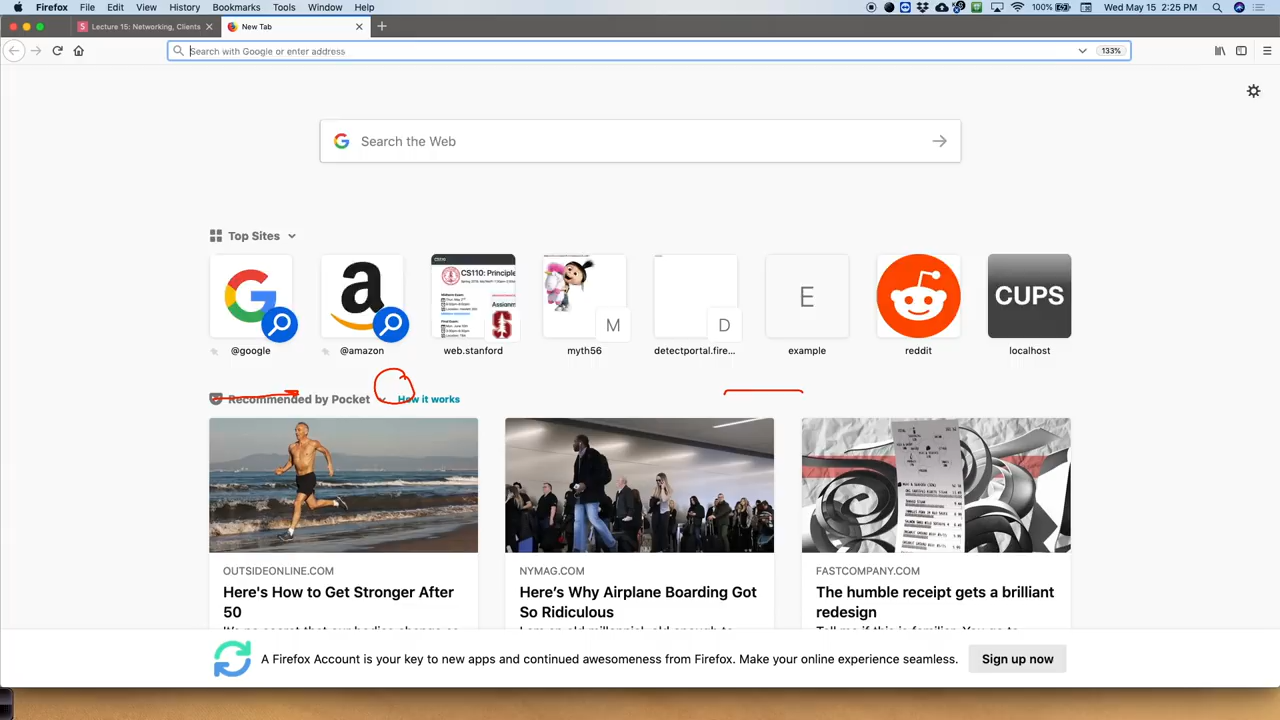 Firefox File Edit View History Bookmarks Tools Window Help 100% Wed May 15 2:25 PM
Lecture 15: Networking, Clients New Tab
Search with Google or enter address 133%
Search the Web
Top Sites
CS110: Principle
M D E CUPS
@google @amazon web.stanford myth56 detectportal.fire... example reddit localhost
Recommended by Pocket How it works
OUTSIDEONLINE.COM NYMAG.COM FASTCOMPANY.COM
Here's How to Get Stronger After Here's Why Airplane Boarding Got The humble receipt gets a brilliant
50 So Ridiculous redesign
A Firefox Account is your key to new apps and continued awesomeness from Firefox. Make your online experience seamless. Sign up now